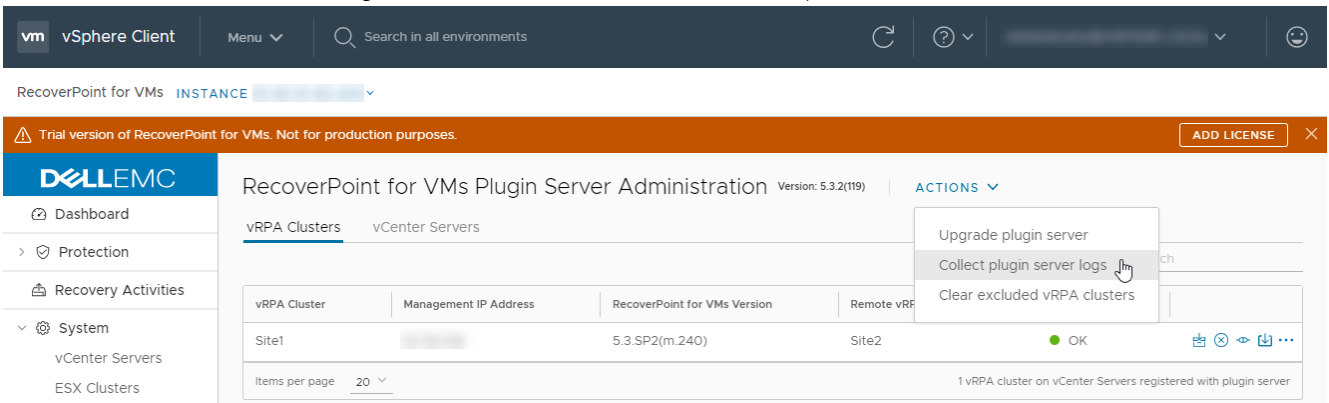 vm vSphere Client Menu Search in all environments
RecoverPoint for VMs INSTANCE
Trial version of RecoverPoint for VMs. Not for production purposes. ADD LICENSE
DELLEMC
RecoverPoint for VMs Plugin Server Administration Version: 5.3.2(119) ACTIONS
Dashboard
vRPA Clusters vCenter Servers
Upgrade plugin server
Protection
Collect plugin server logs
Recovery Activities
Clear excluded vRPA clusters
vRPA Cluster Management IP Address RecoverPoint for VMs Version Remote
System
Site1 5.3.SP2(m.240) Site2 OK
vCenter Servers
ESX Clusters
Items per page 20 1 vRPA cluster on vCenter Servers registered with plugin server